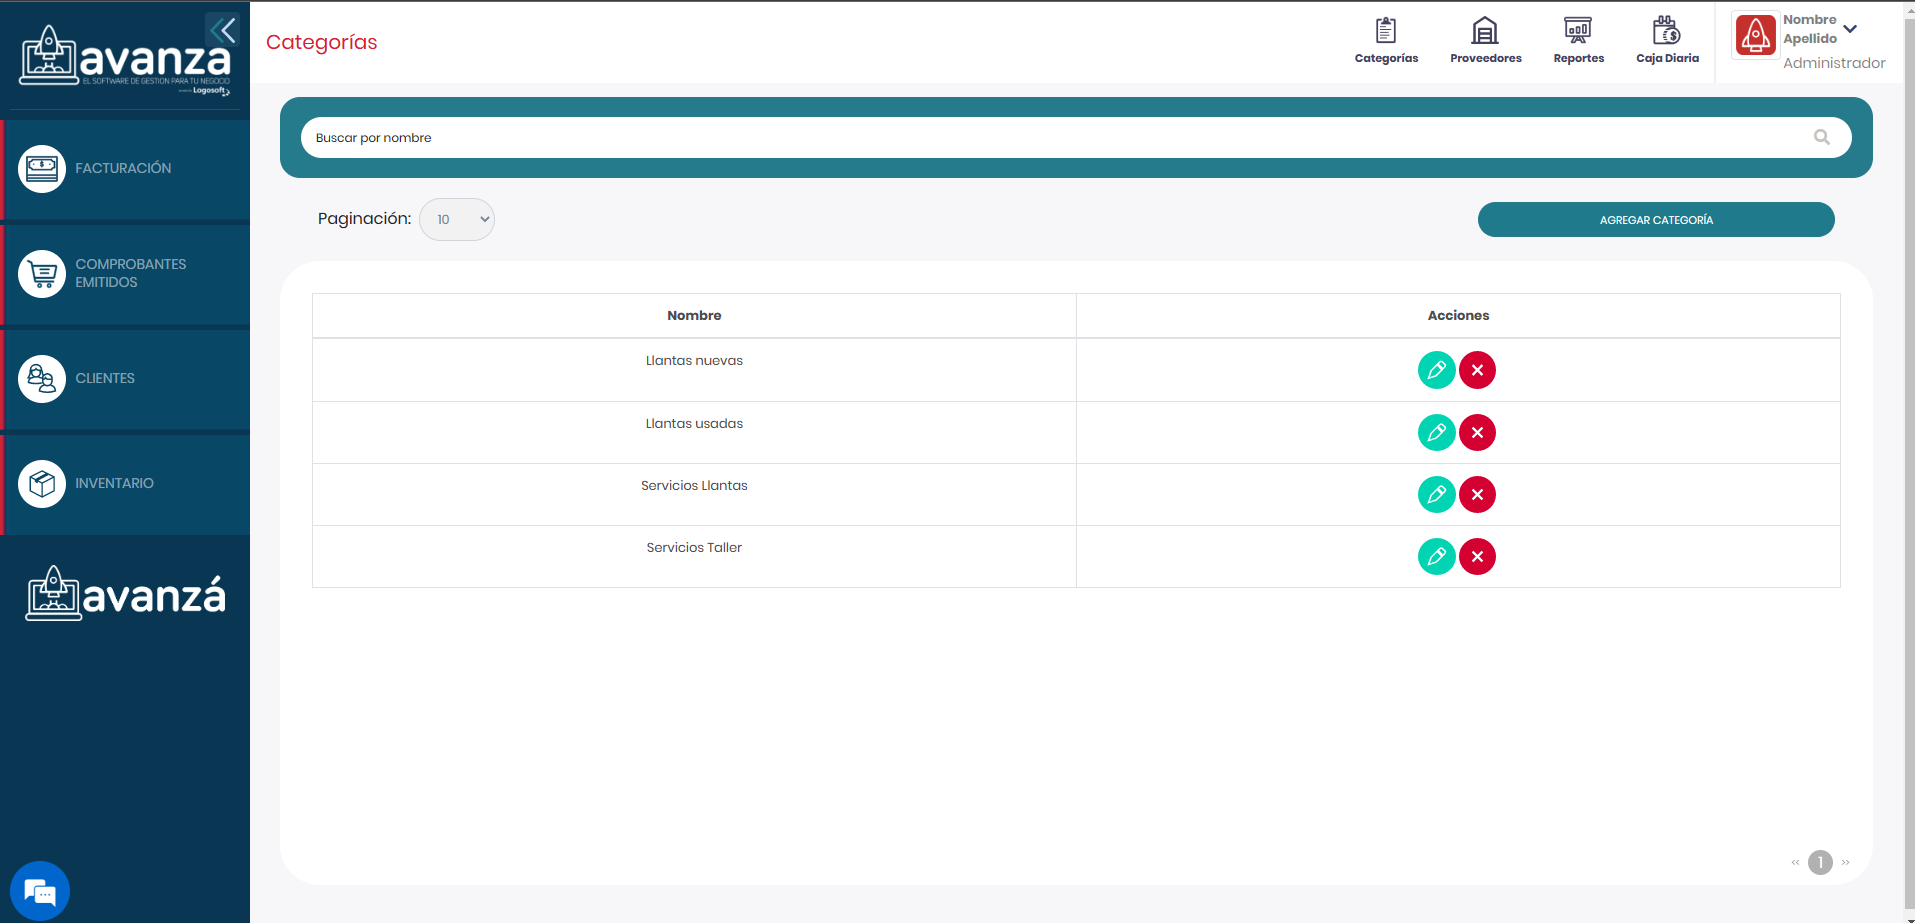 avanzá
EL SOFTWARE DE GESTION PARA TU NEGOCIO
Logosoft
Categorías
Categorías
Proveedores
Reportes
Caja Diaria
Nombre
Apellido
Administrador
FACTURACIÓN
COMPROBANTES
EMITIDOS
CLIENTES
INVENTARIO
avanzá
Buscar por nombre
Paginación: 10
AGREGAR CATEGORÍA
Nombre Acciones
Llantas nuevas
Llantas usadas
Servicios Llantas
Servicios Taller
« 1 »